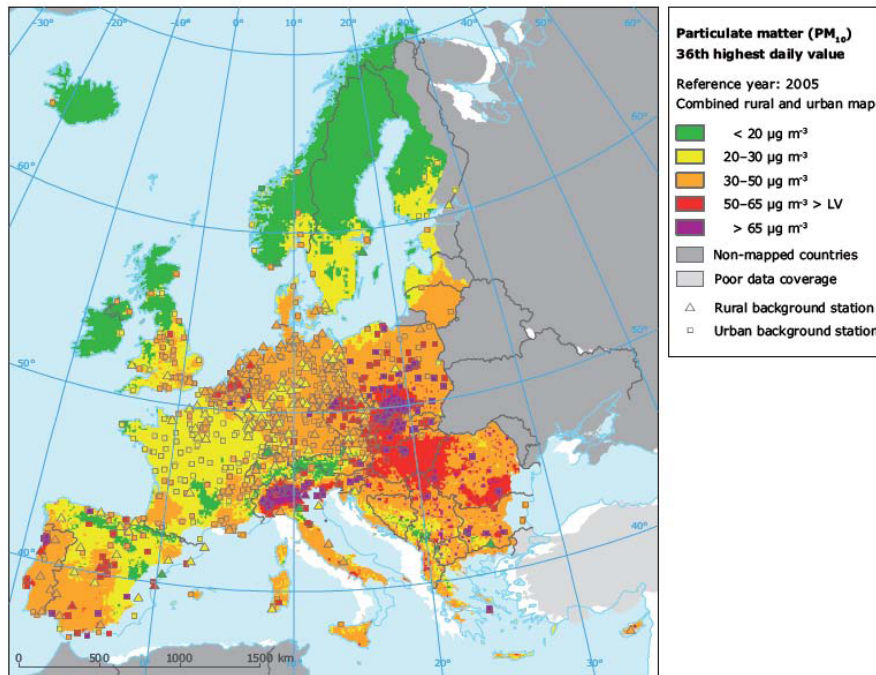 -30° -20° -10° 0° 10° 20° 30° 40° 50° 60°
60°
60°
50°
50°
40°
40°
0 500 1000 1500 km
0° 10° 20° 30°
Particulate matter (PM₁₀)
36th highest daily value
Reference year: 2005
Combined rural and urban map
< 20 µg m⁻³
20–30 µg m⁻³
30–50 µg m⁻³
50–65 µg m⁻³ > LV
> 65 µg m⁻³
Non-mapped countries
Poor data coverage
Rural background station
Urban background station